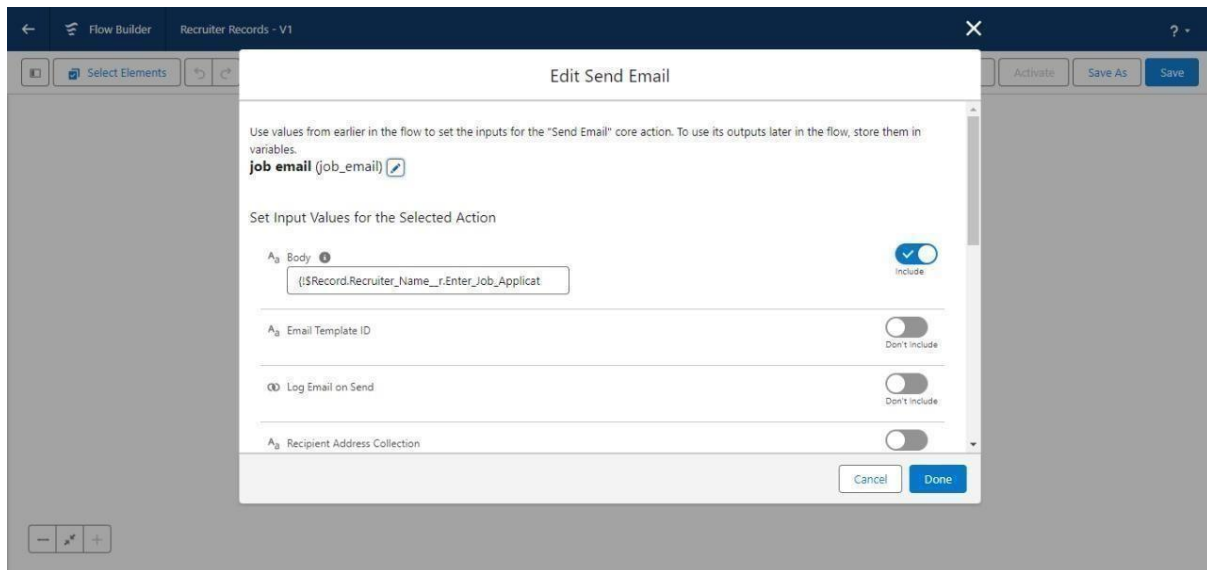 Flow Builder Recruiter Records - V1 ?
Select Elements Activate Save As Save
Edit Send Email
Use values from earlier in the flow to set the inputs for the "Send Email" core action. To use its outputs later in the flow, store them in
variables.
job email (job_email)
Set Input Values for the Selected Action
Aa Body
{!$Record.Recruiter_Name__r.Enter_Job_Applicat
Include
Aa Email Template ID
Don't Include
Log Email on Send
Don't Include
Aa Recipient Address Collection
Cancel Done